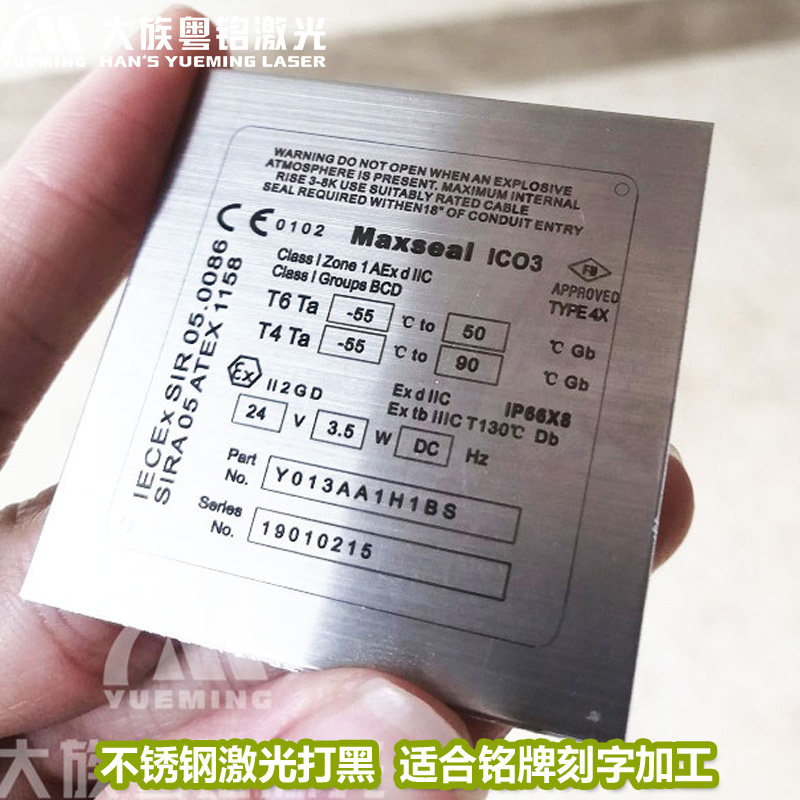 大族粤铭激光
YUEMING
HAN'S YUEMING LASER
WARNING DO NOT OPEN WHEN AN EXPLOSIVE
ATMOSPHERE IS PRESENT. MAXIMUM INTERNAL
RISE 3-8K USE SUITABLY RATED CABLE
SEAL REQUIRED WITHEN18" OF CONDUIT ENTRY
CE 0102 Maxseal ICO3
FM
APPROVED
TYPE 4X
Class I Zone 1 AEx d IIC
Class I Groups BCD
T6 Ta -55 ℃ to 50 ℃ Gb
T4 Ta -55 ℃ to 90 ℃ Gb
IECEx SIR 05.0086
SIRA 05 ATEX 1158
Ex II 2 G D
Ex d IIC IP66X8
Ex tb IIIC T130℃ Db
24 V 3.5 W DC Hz
Part No. Y013AA1H1BS
Series No. 19010215
YUEMING
大族粤铭激光
不锈钢激光打黑 适合铭牌刻字加工